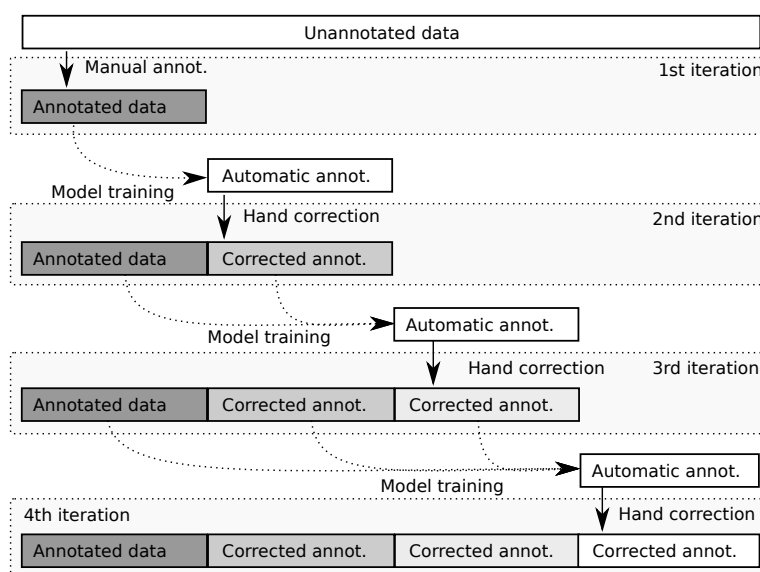 Unannotated data
Manual annot.
1st iteration
Annotated data
Automatic annot.
Model training
Hand correction
2nd iteration
Annotated data Corrected annot.
Automatic annot.
Model training
Hand correction 3rd iteration
Annotated data Corrected annot. Corrected annot.
Automatic annot.
Model training
4th iteration Hand correction
Annotated data Corrected annot. Corrected annot. Corrected annot.